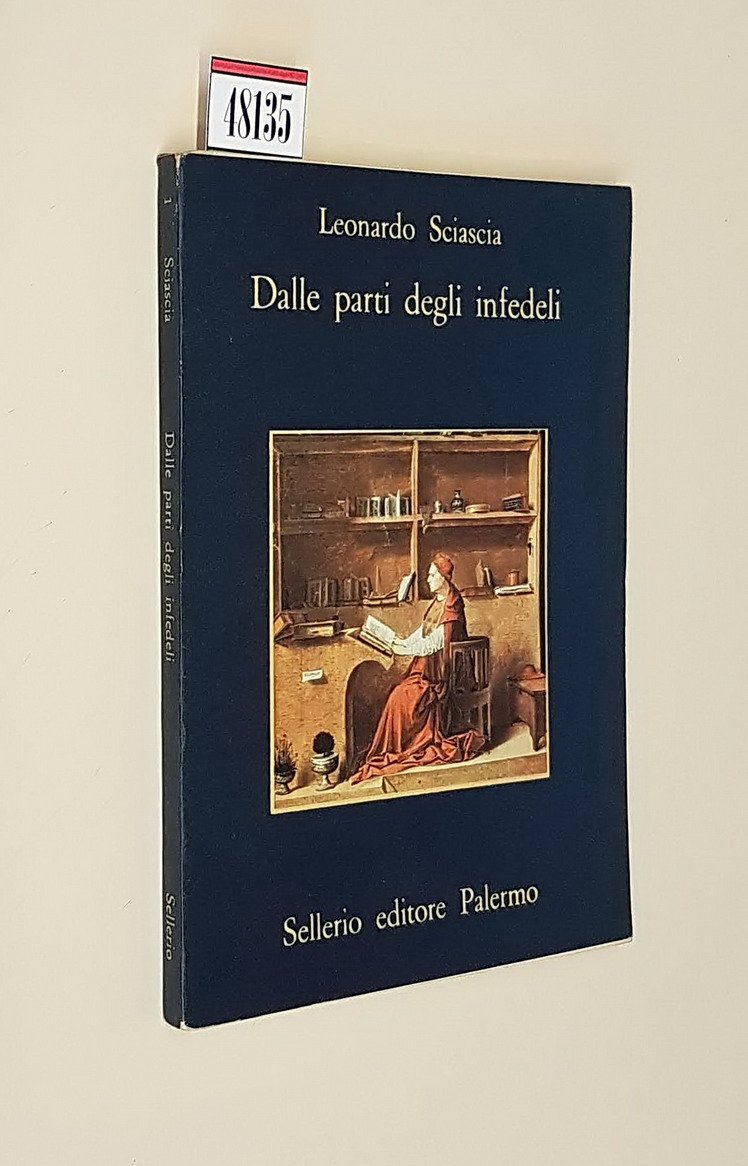 48135
Leonardo Sciascia
Dalle parti degli infedeli
Sellerio editore Palermo
1
Sciascia
Dalle parti degli infedeli
Sellerio